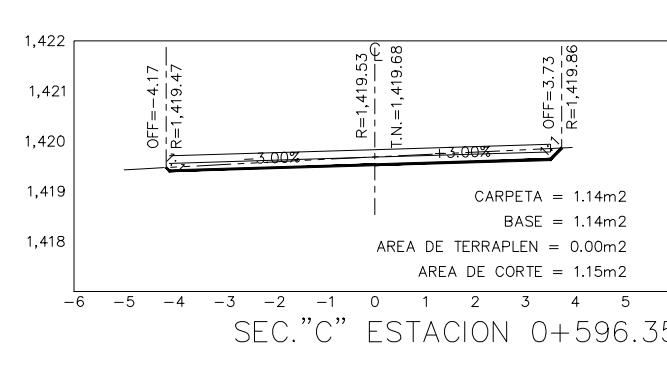 1,422
1,421
1,420
1,419
1,418
OFF=-4.17
R=1,419.47
R=1,419.53
℄
T.N.=1,419.68
OFF=3.73
R=1,419.86
-3.00%
+3.00%
CARPETA = 1.14m2
BASE = 1.14m2
AREA DE TERRAPLEN = 0.00m2
AREA DE CORTE = 1.15m2
-6 -5 -4 -3 -2 -1 0 1 2 3 4 5
SEC."C" ESTACION 0+596.35